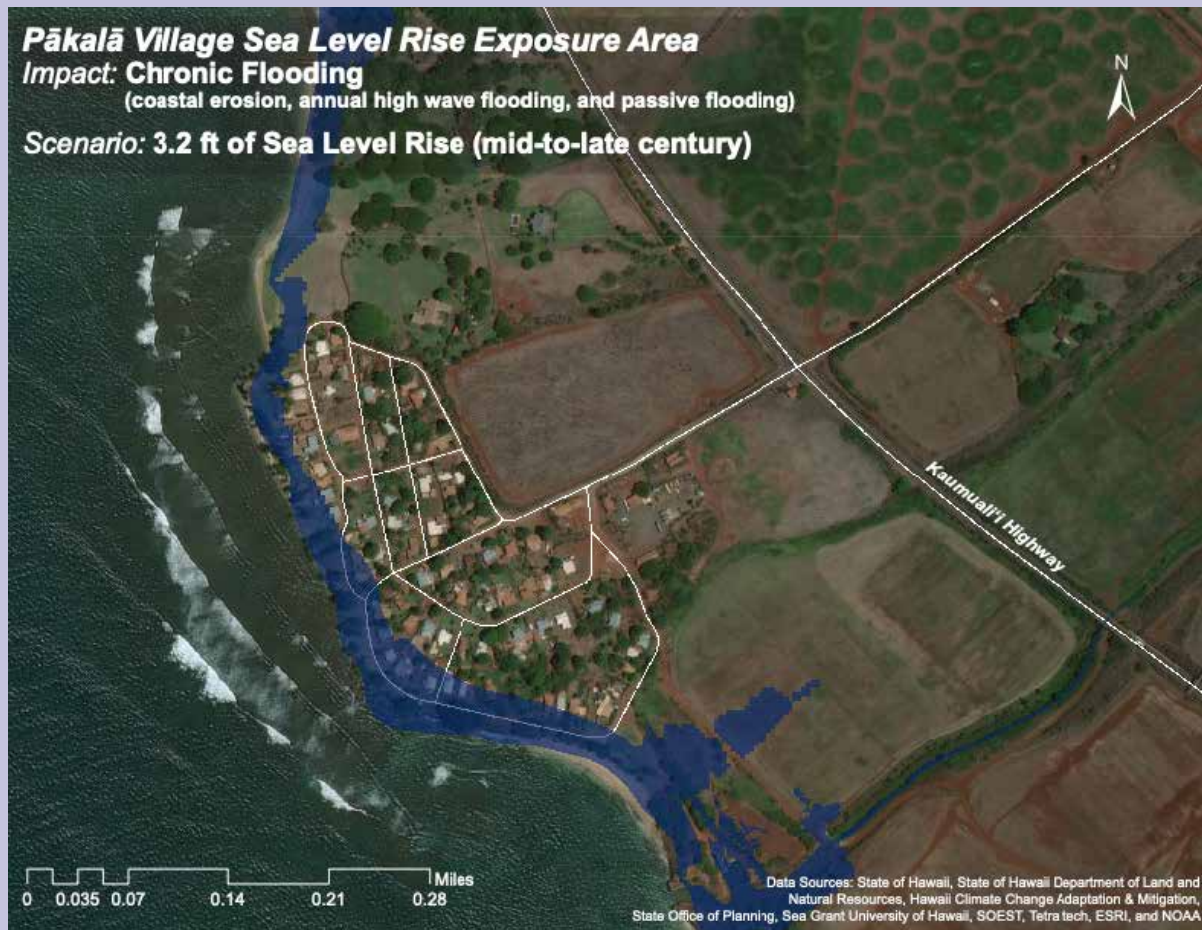 Pākalā Village Sea Level Rise Exposure Area
Impact: Chronic Flooding
(coastal erosion, annual high wave flooding, and passive flooding)
Scenario: 3.2 ft of Sea Level Rise (mid-to-late century)
N
Kaumuali'i Highway
Miles
0 0.035 0.07 0.14 0.21 0.28
Data Sources: State of Hawaii, State of Hawaii Department of Land and
Natural Resources, Hawaii Climate Change Adaptation & Mitigation,
State Office of Planning, Sea Grant University of Hawaii, SOEST, Tetra tech, ESRI, and NOAA